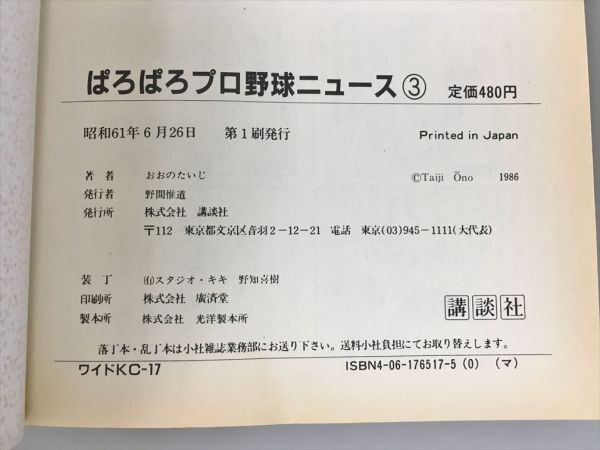 ぱろぱろプロ野球ニュース③ 定価480円
昭和61年6月26日 第1刷発行 Printed in Japan
著者 おおのたいじ ©Taiji Ōno 1986
発行者 野間惟道
発行所 株式会社 講談社
〒112 東京都文京区音羽2-12-21 電話 東京(03)945-1111(大代表)
装丁 ㈲スタジオ・キキ 野知喜樹
印刷所 株式会社 廣済堂
製本所 株式会社 光洋製本所
講談社
落丁本・乱丁本は小社雑誌業務部にお送り下さい。送料小社負担にてお取り替えします。
ワイドKC-17 ISBN4-06-176517-5 (0) (マ)